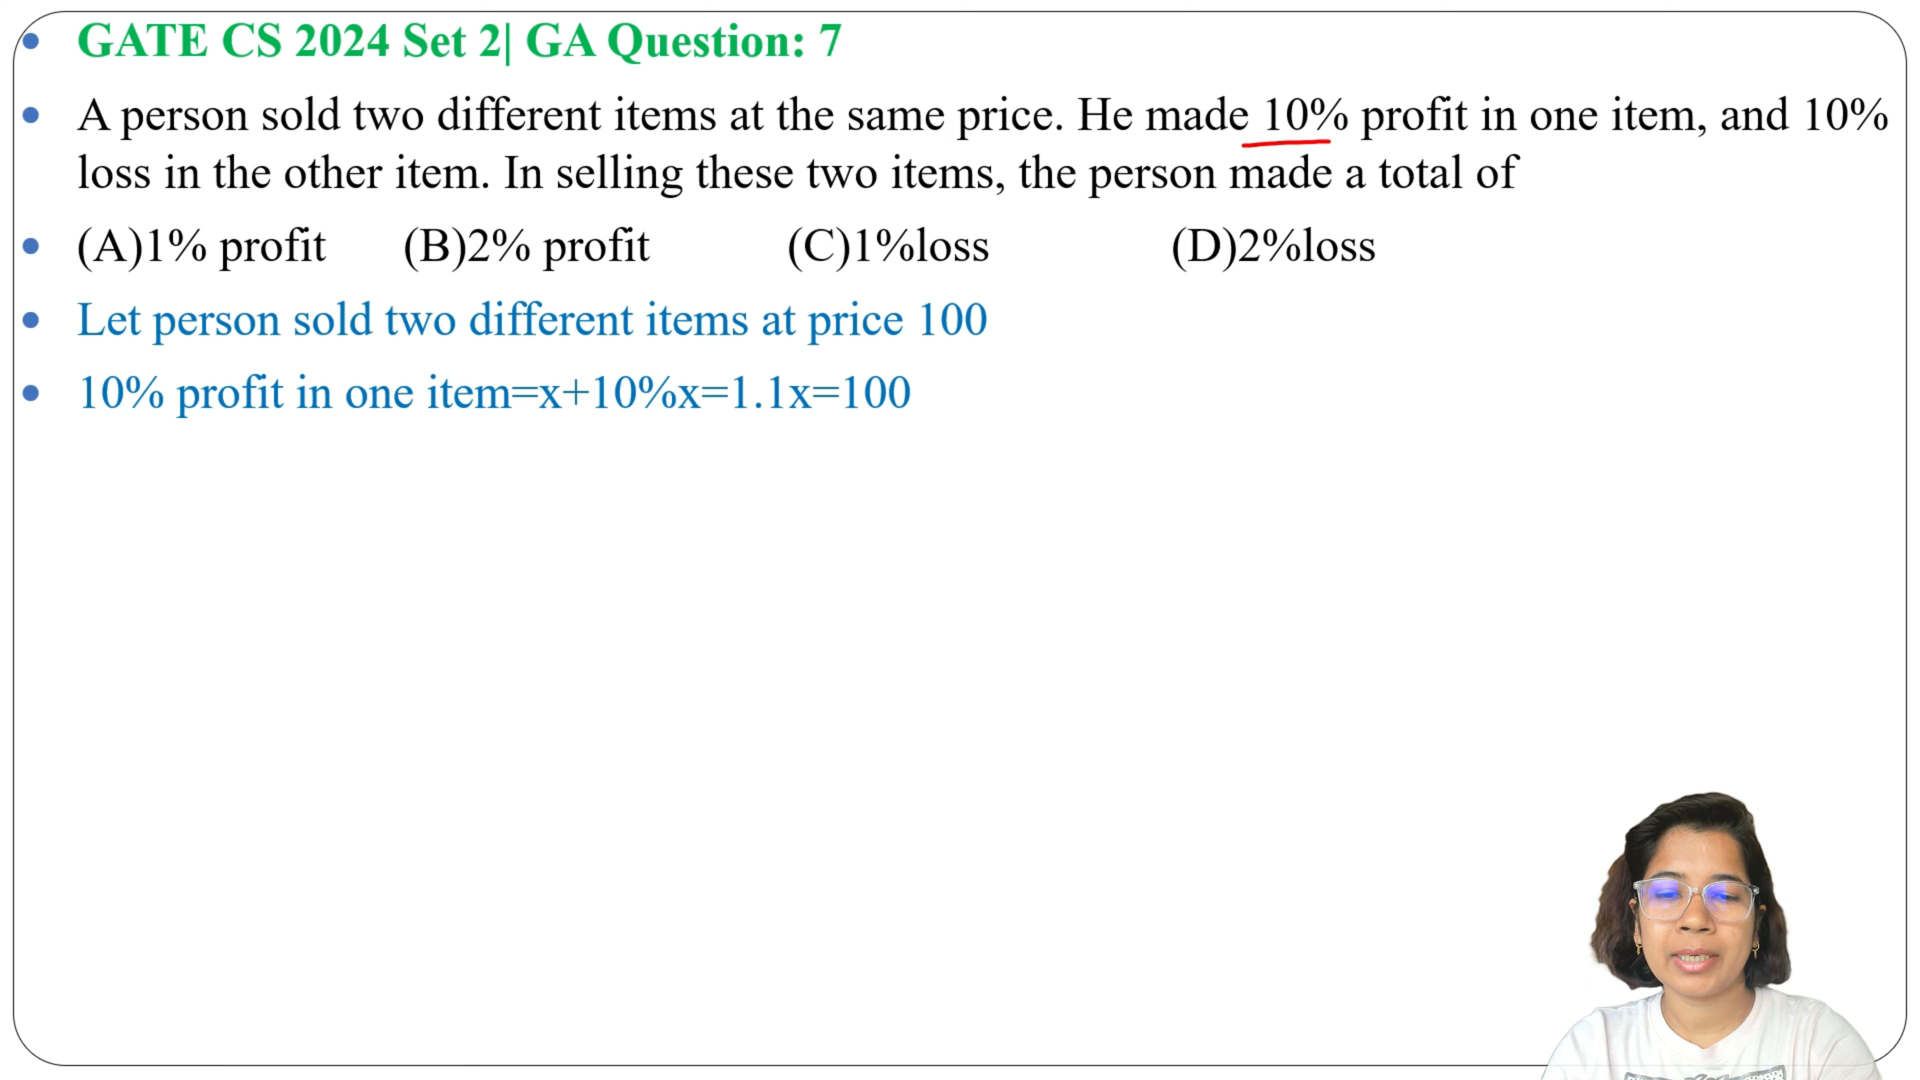 GATE CS 2024 Set 2| GA Question: 7
A person sold two different items at the same price. He made 10% profit in one item, and 10%
loss in the other item. In selling these two items, the person made a total of
(A)1% profit (B)2% profit (C)1%loss (D)2%loss
Let person sold two different items at price 100
10% profit in one item=x+10%x=1.1x=100